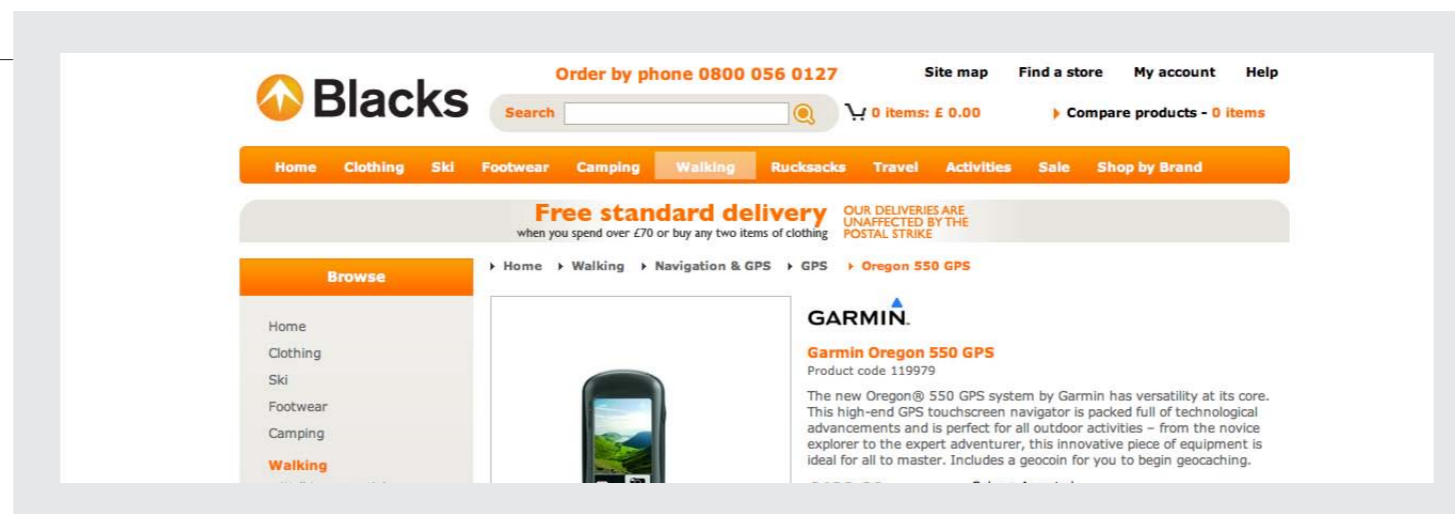 Blacks
Order by phone 0800 056 0127
Site map Find a store My account Help
Search
0 items: £ 0.00
Compare products - 0 items
Home Clothing Ski Footwear Camping Walking Rucksacks Travel Activities Sale Shop by Brand
Free standard delivery
when you spend over £70 or buy any two items of clothing
OUR DELIVERIES ARE
UNAFFECTED BY THE
POSTAL STRIKE
Browse
Home Walking Navigation & GPS GPS Oregon 550 GPS
Home
Clothing
Ski
Footwear
Camping
Walking
GARMIN.
Garmin Oregon 550 GPS
Product code 119979
The new Oregon® 550 GPS system by Garmin has versatility at its core.
This high-end GPS touchscreen navigator is packed full of technological
advancements and is perfect for all outdoor activities – from the novice
explorer to the expert adventurer, this innovative piece of equipment is
ideal for all to master. Includes a geocoin for you to begin geocaching.